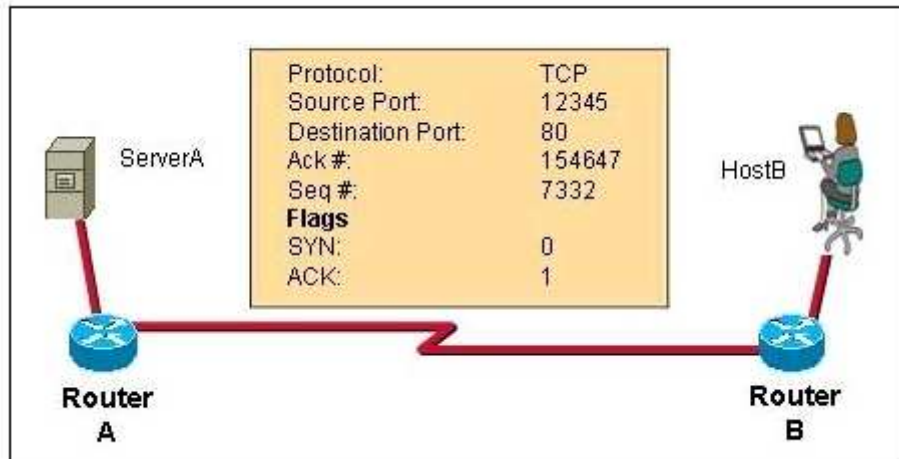 Protocol: TCP
Source Port: 12345
Destination Port: 80
Ack #: 154647
Seq #: 7332
Flags
SYN: 0
ACK: 1
ServerA
HostB
Router
A
Router
B